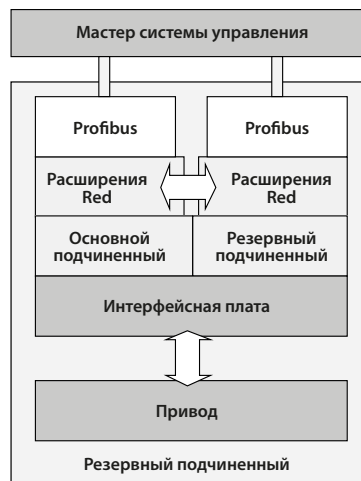 Мастер системы управления
Profibus
Profibus
Расширения
Red
Расширения
Red
Основной
подчиненный
Резервный
подчиненный
Интерфейсная плата
Привод
Резервный подчиненный